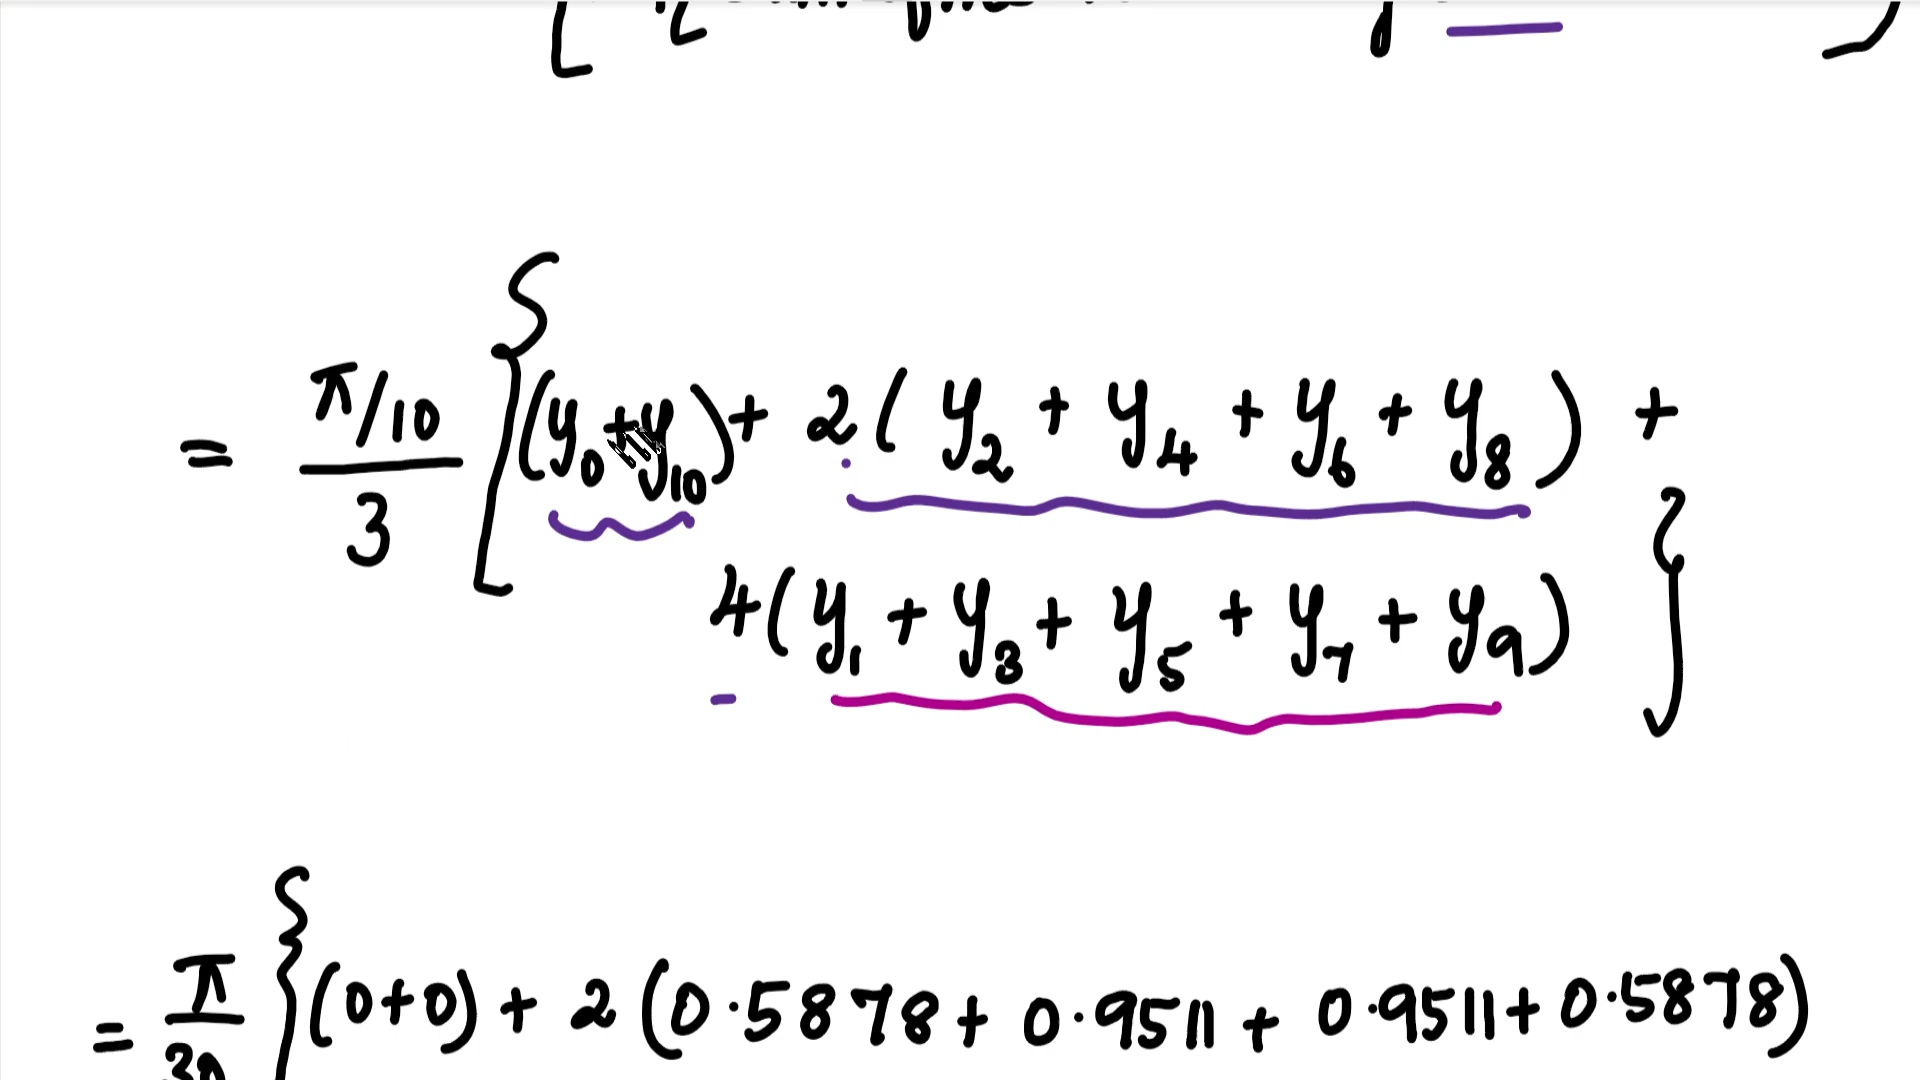 = π/10 / 3 {(y₀ + y₁₀) + 2(y₂ + y₄ + y₆ + y₈) +
4(y₁ + y₃ + y₅ + y₇ + y₉)}
= π/30 {(0+0) + 2(0.5878 + 0.9511 + 0.9511 + 0.5878)